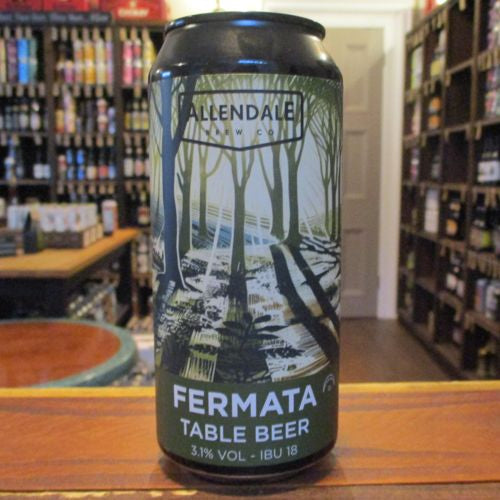 ALLENDALE
BREW CO
FERMATA
TABLE BEER
3.1% VOL - IBU 18